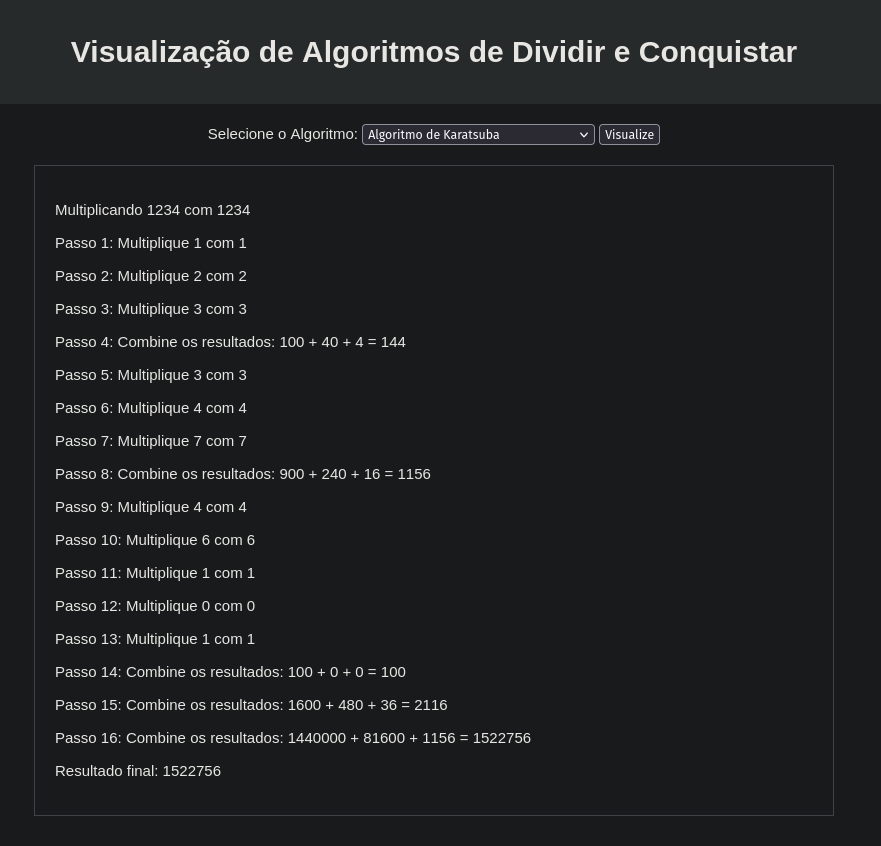 Visualização de Algoritmos de Dividir e Conquistar
Selecione o Algoritmo: Algoritmo de Karatsuba Visualize
Multiplicando 1234 com 1234
Passo 1: Multiplique 1 com 1
Passo 2: Multiplique 2 com 2
Passo 3: Multiplique 3 com 3
Passo 4: Combine os resultados: 100 + 40 + 4 = 144
Passo 5: Multiplique 3 com 3
Passo 6: Multiplique 4 com 4
Passo 7: Multiplique 7 com 7
Passo 8: Combine os resultados: 900 + 240 + 16 = 1156
Passo 9: Multiplique 4 com 4
Passo 10: Multiplique 6 com 6
Passo 11: Multiplique 1 com 1
Passo 12: Multiplique 0 com 0
Passo 13: Multiplique 1 com 1
Passo 14: Combine os resultados: 100 + 0 + 0 = 100
Passo 15: Combine os resultados: 1600 + 480 + 36 = 2116
Passo 16: Combine os resultados: 1440000 + 81600 + 1156 = 1522756
Resultado final: 1522756